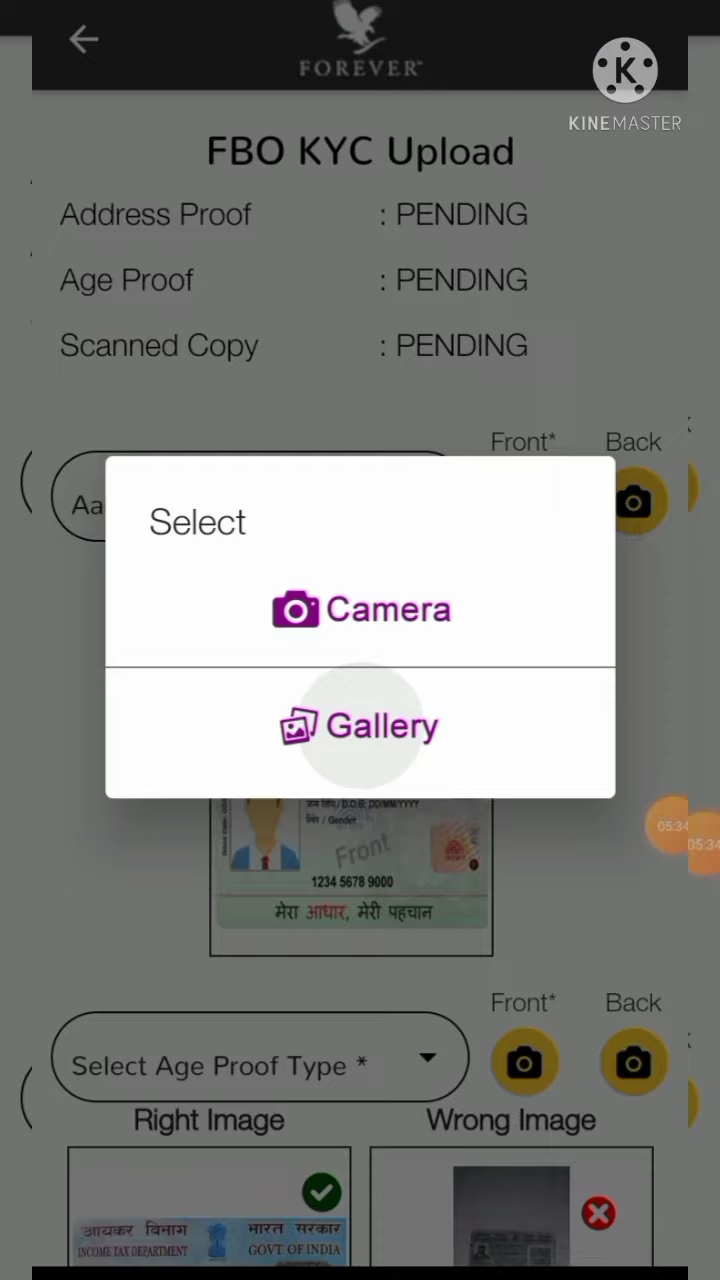 FOREVER
K
KINEMASTER
FBO KYC Upload
Address Proof : PENDING
Age Proof : PENDING
Scanned Copy : PENDING
Front* Back
Aa
Select
Camera
Gallery
/ D.O.B: DD/MM/YYYY
/ Gender
Front
1234 5678 9000
मेरा आधार, मेरी पहचान
05:34
05:34
Front* Back
Select Age Proof Type *
Right Image Wrong Image
आयकर विभाग भारत सरकार
INCOME TAX DEPARTMENT GOVT. OF INDIA